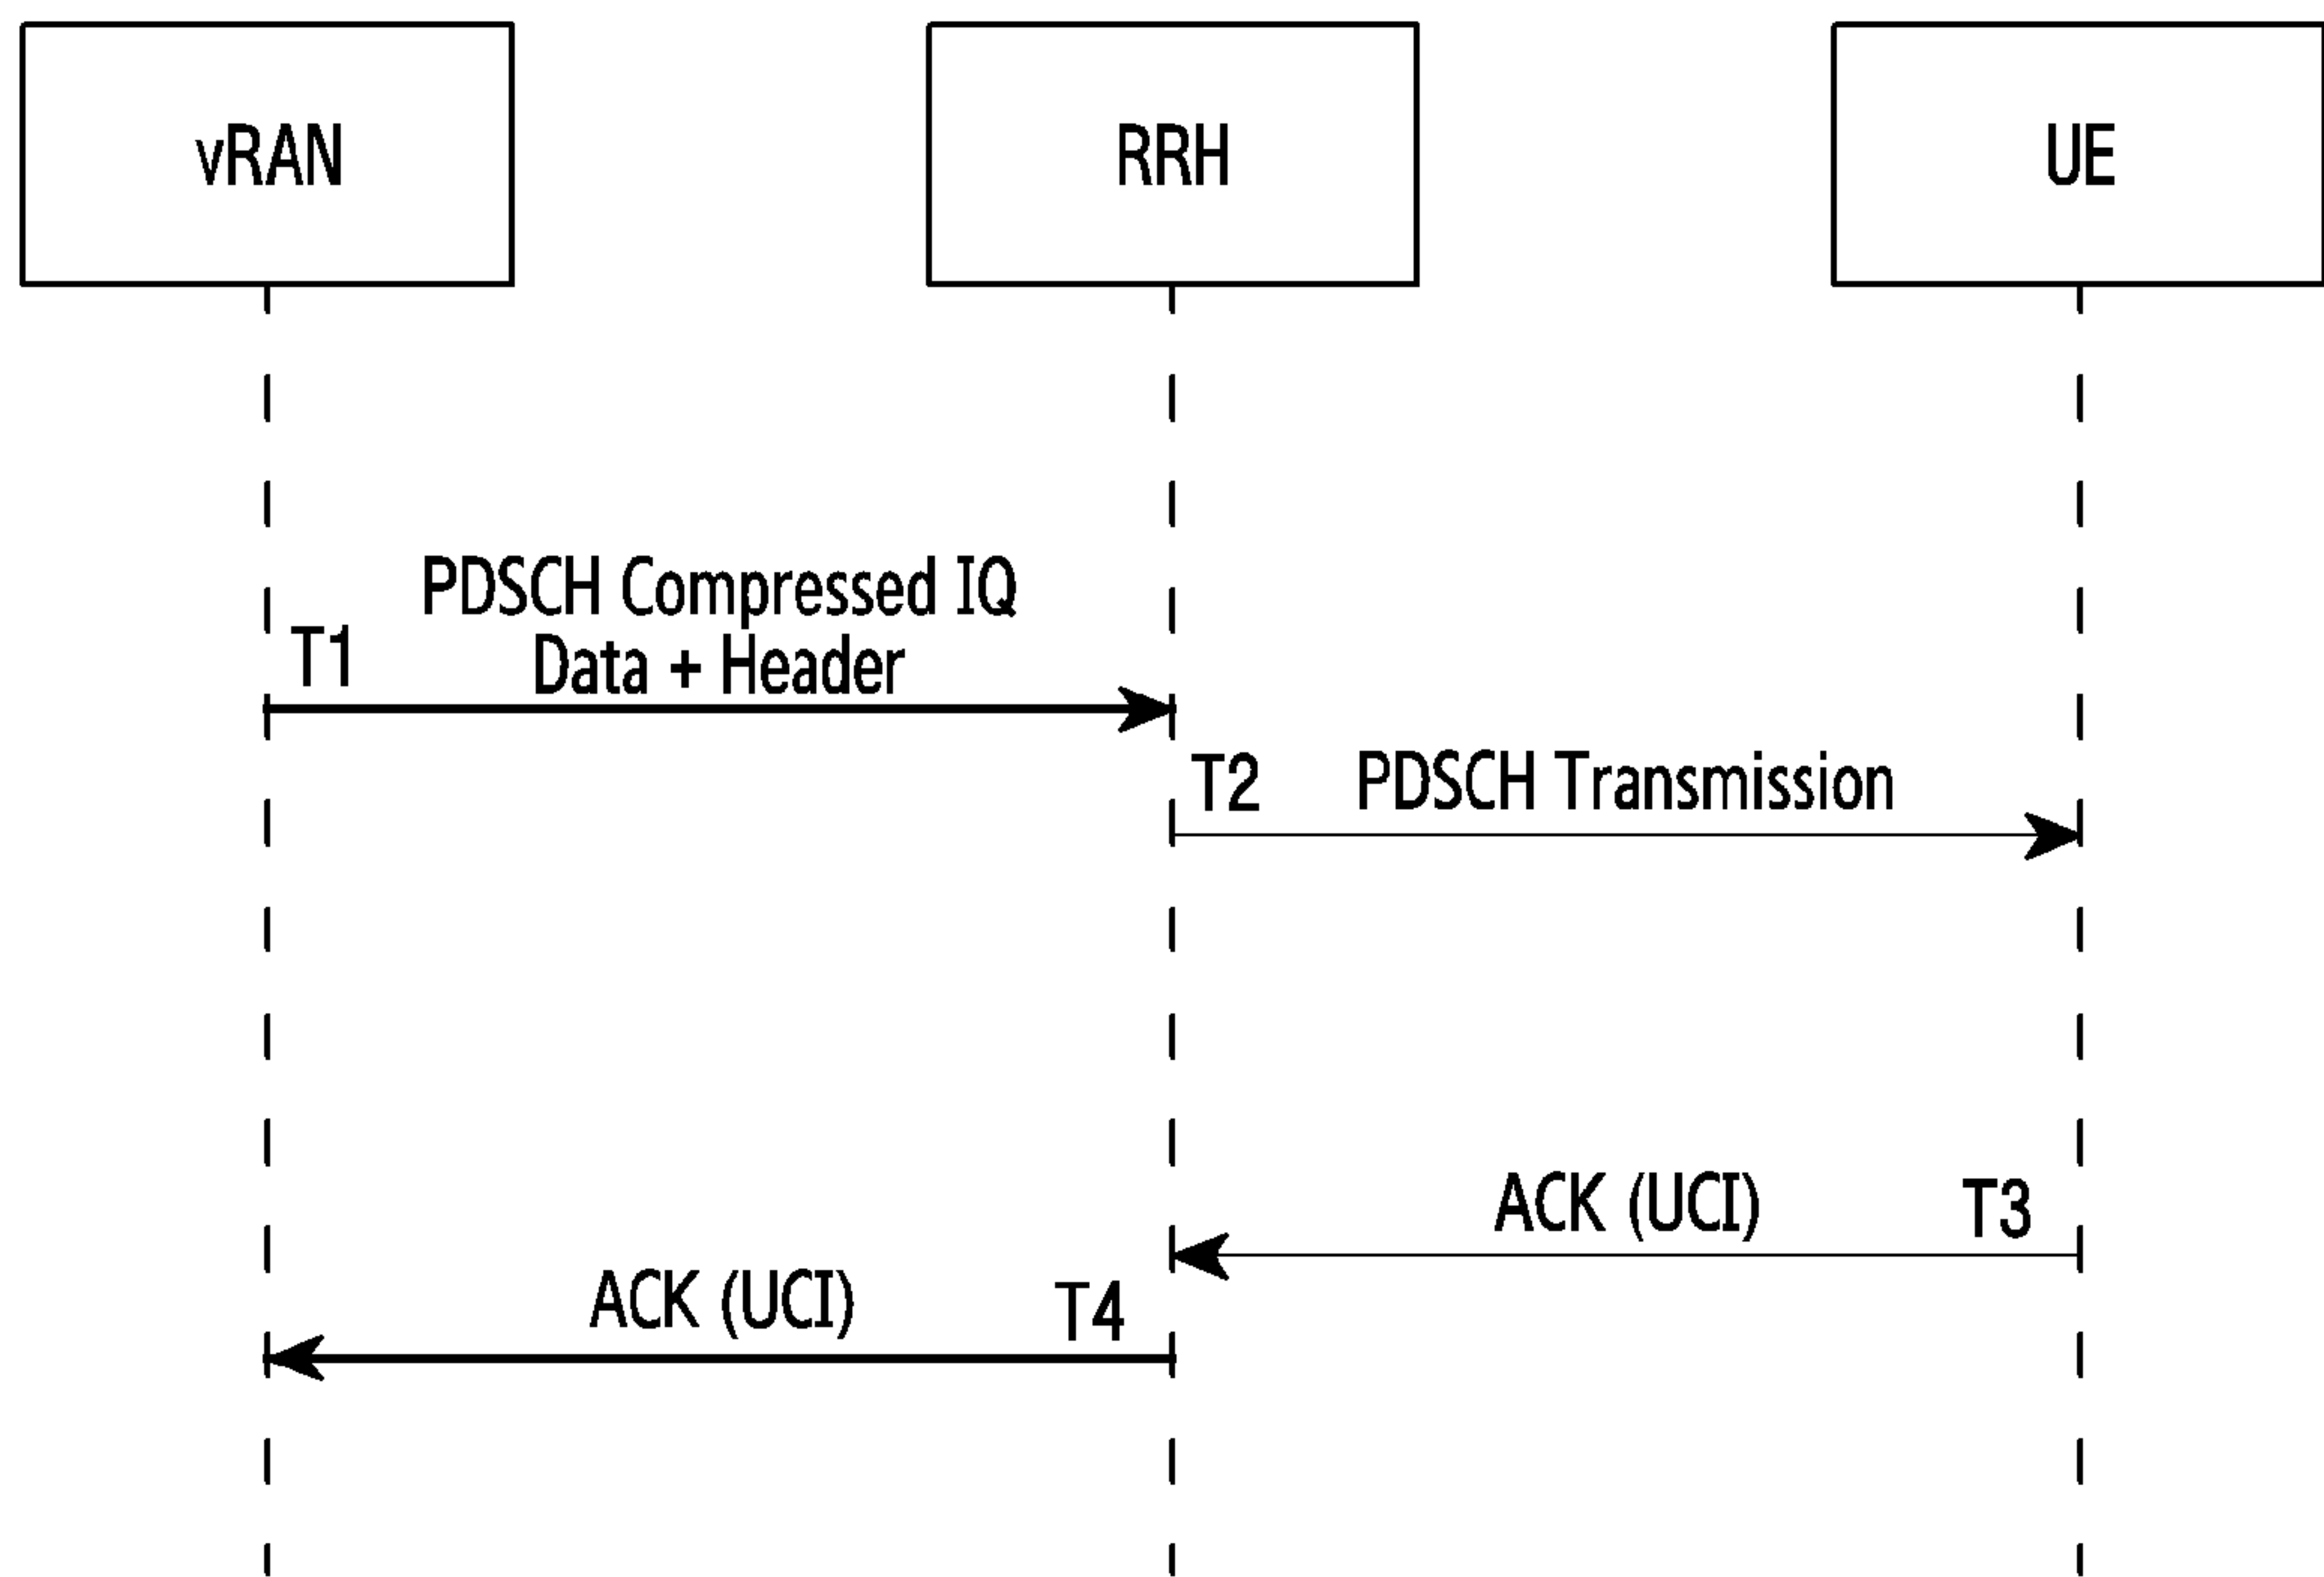 vRAN
RRH
UE
PDSCH Compressed IQ
T1
Data + Header
T2
PDSCH Transmission
ACK (UCI)
T3
ACK (UCI)
T4